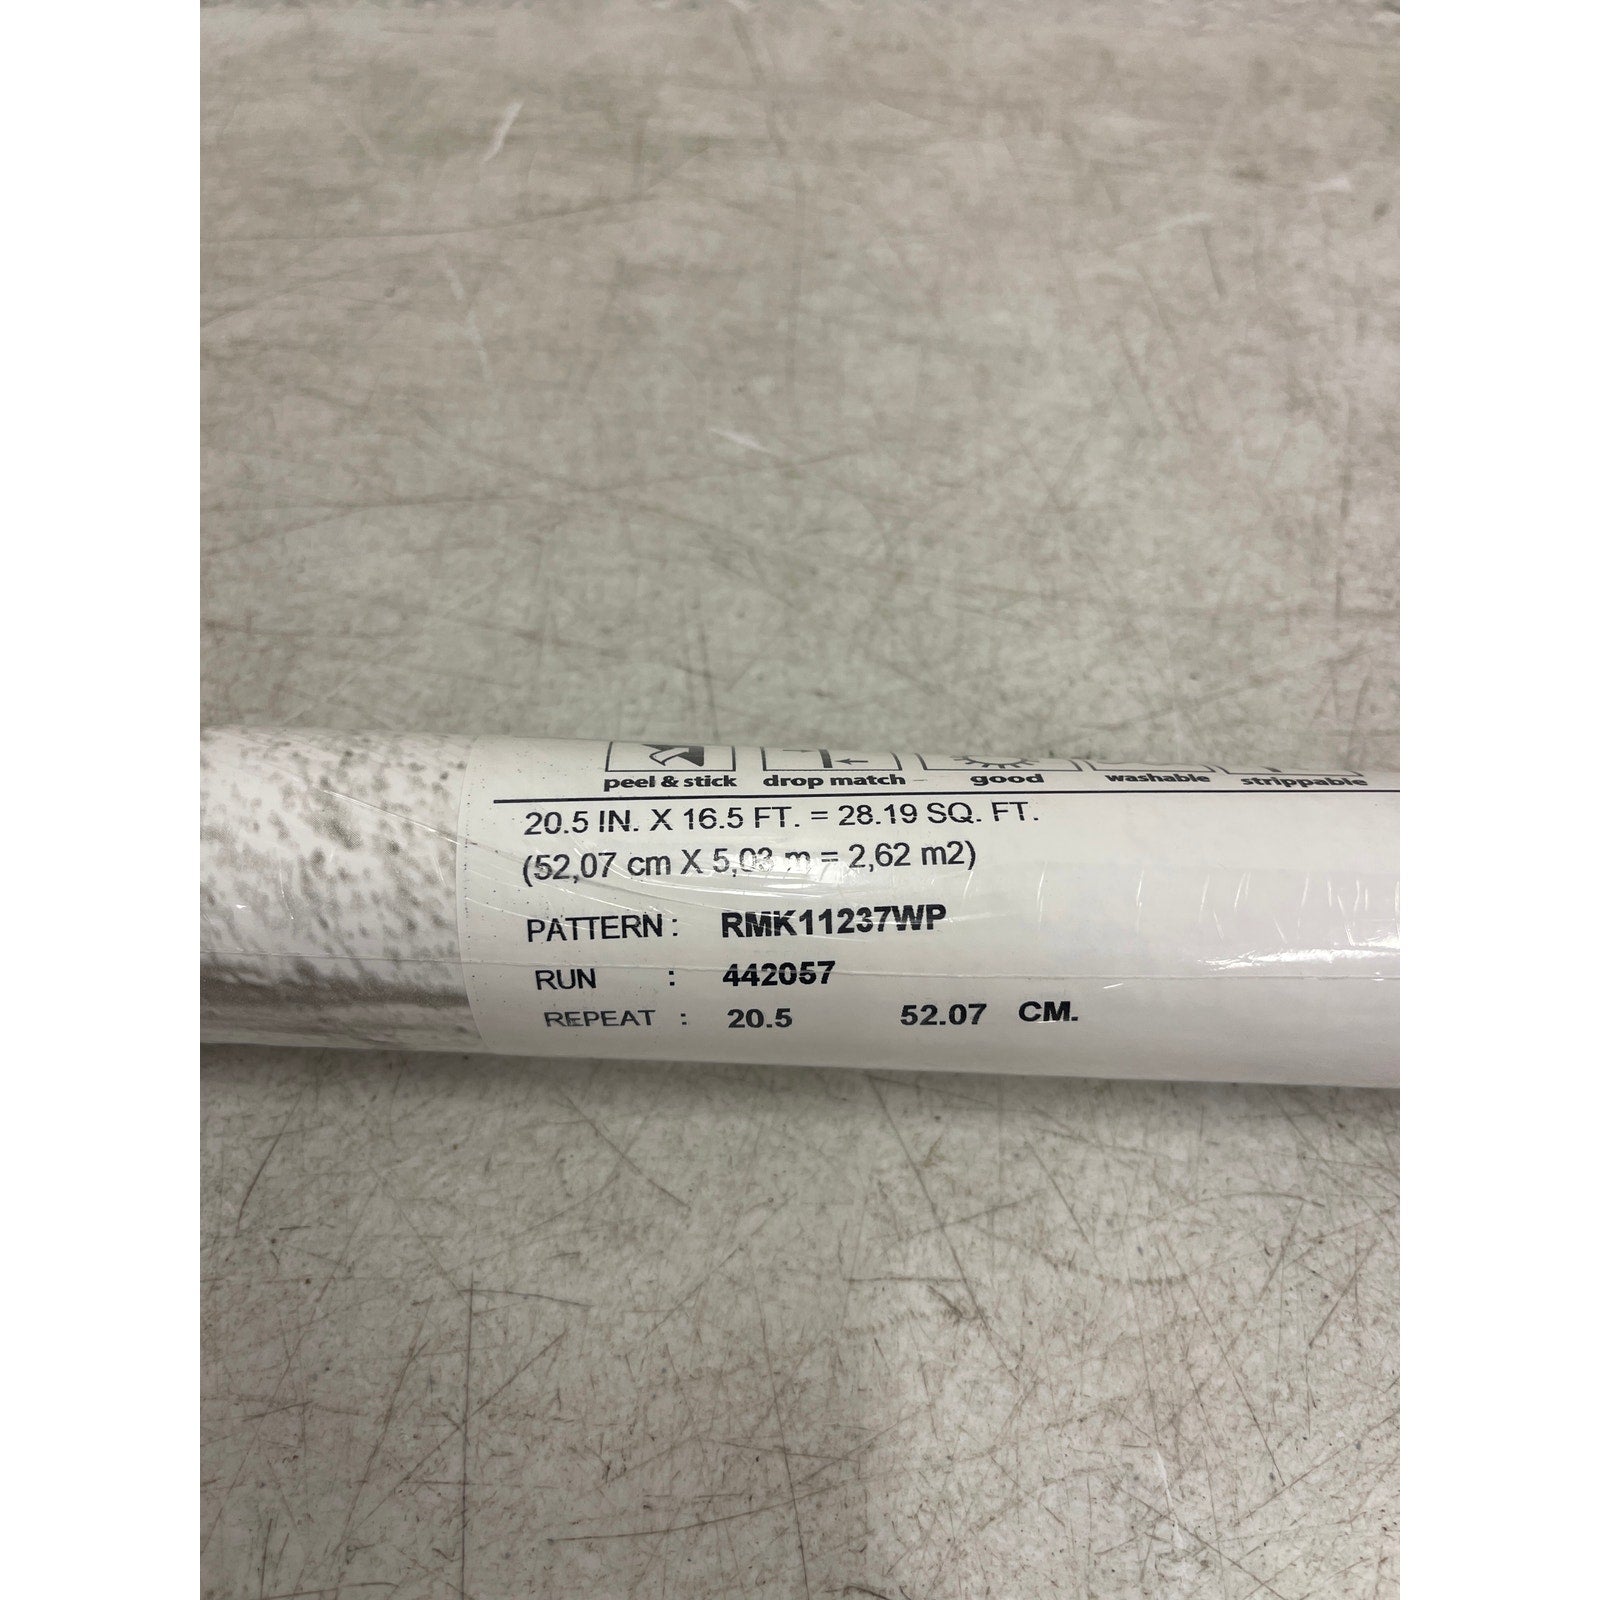 peel & stick drop match good washable strippable
20.5 IN. X 16.5 FT. = 28.19 SQ. FT.
(52,07 cm X 5,03 m = 2,62 m2)
PATTERN : RMK11237WP
RUN : 442057
REPEAT : 20.5 52.07 CM.